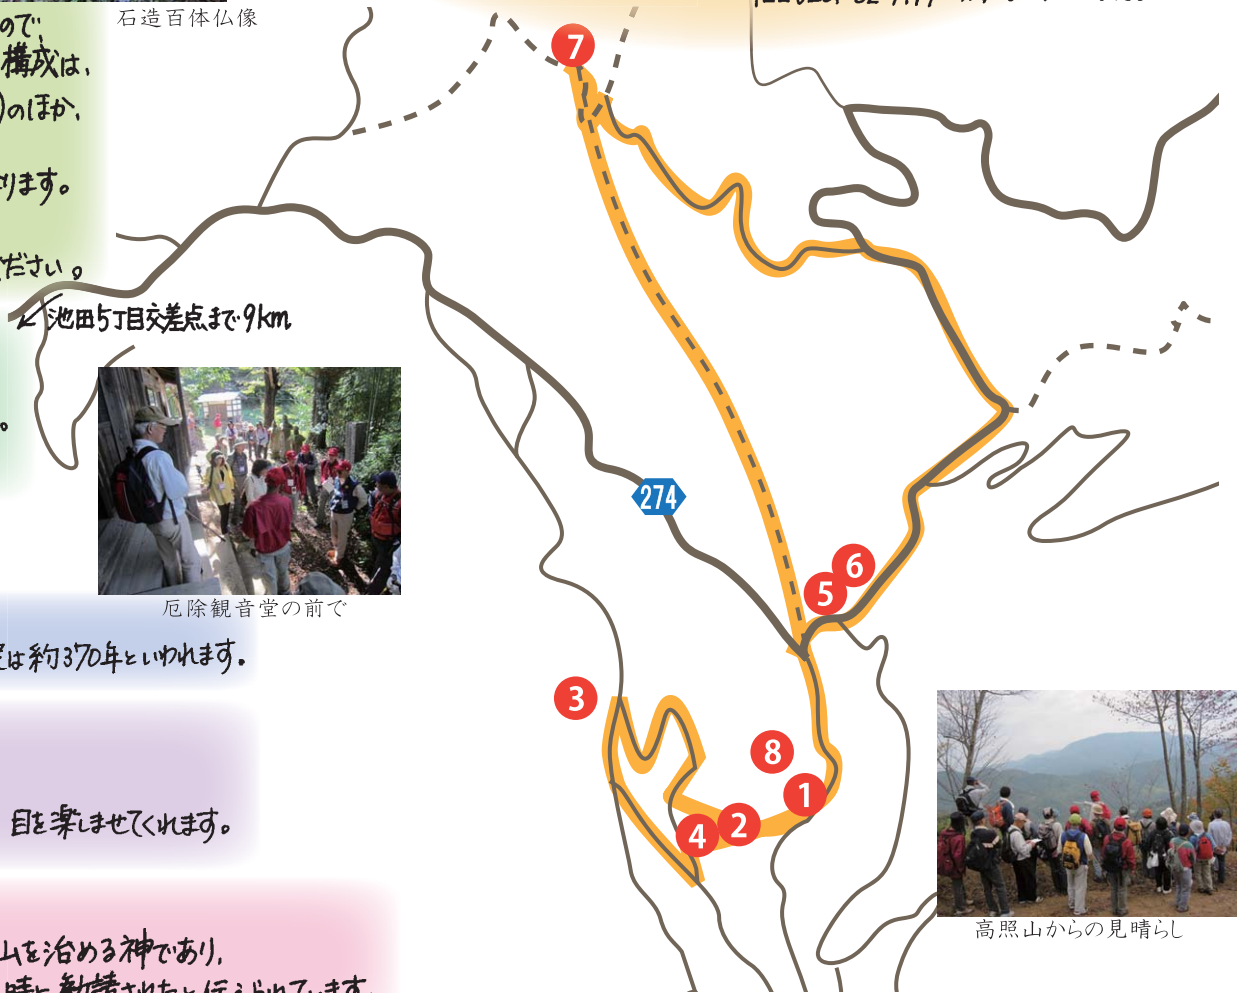 石造百体仏像
ので、
構成は、
)のほか、
ります。
ださい。
池田5丁目交差点まで9km
。
厄除観音堂の前で
は約370年といわれます。
目を楽しませてくれます。
山を治める神であり、
7
274
6
5
3
8
1
2
4
高照山からの見晴らし